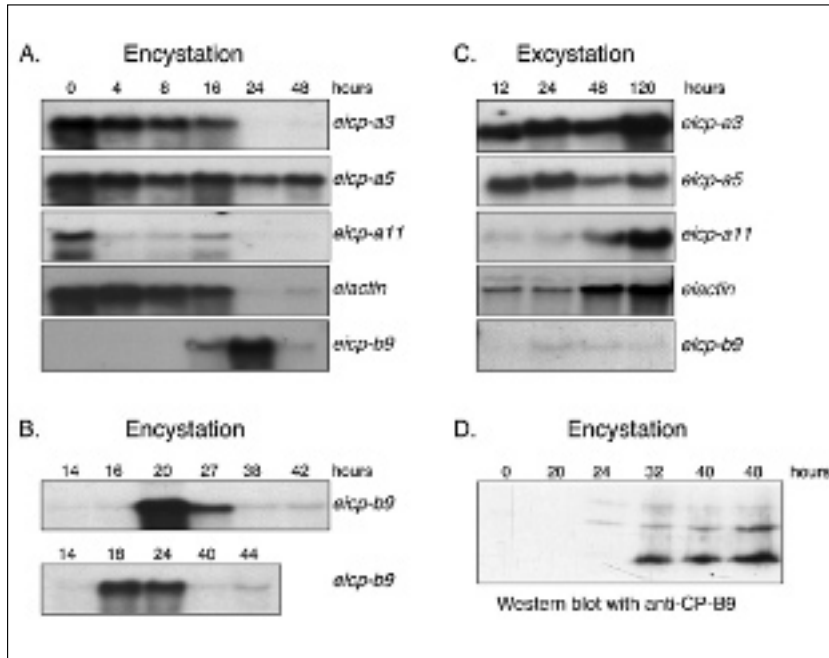 A. Encystation
0 4 8 16 24 48 hours
eicp-a3
eicp-a5
eicp-a11
eiactin
eicp-b9
B. Encystation
14 16 20 27 38 42 hours
eicp-b9
14 18 24 40 44
eicp-b9
C. Excystation
12 24 48 120 hours
eicp-a3
eicp-a5
eicp-a11
eiactin
eicp-b9
D. Encystation
0 20 24 32 40 48 hours
Western blot with anti-CP-B9